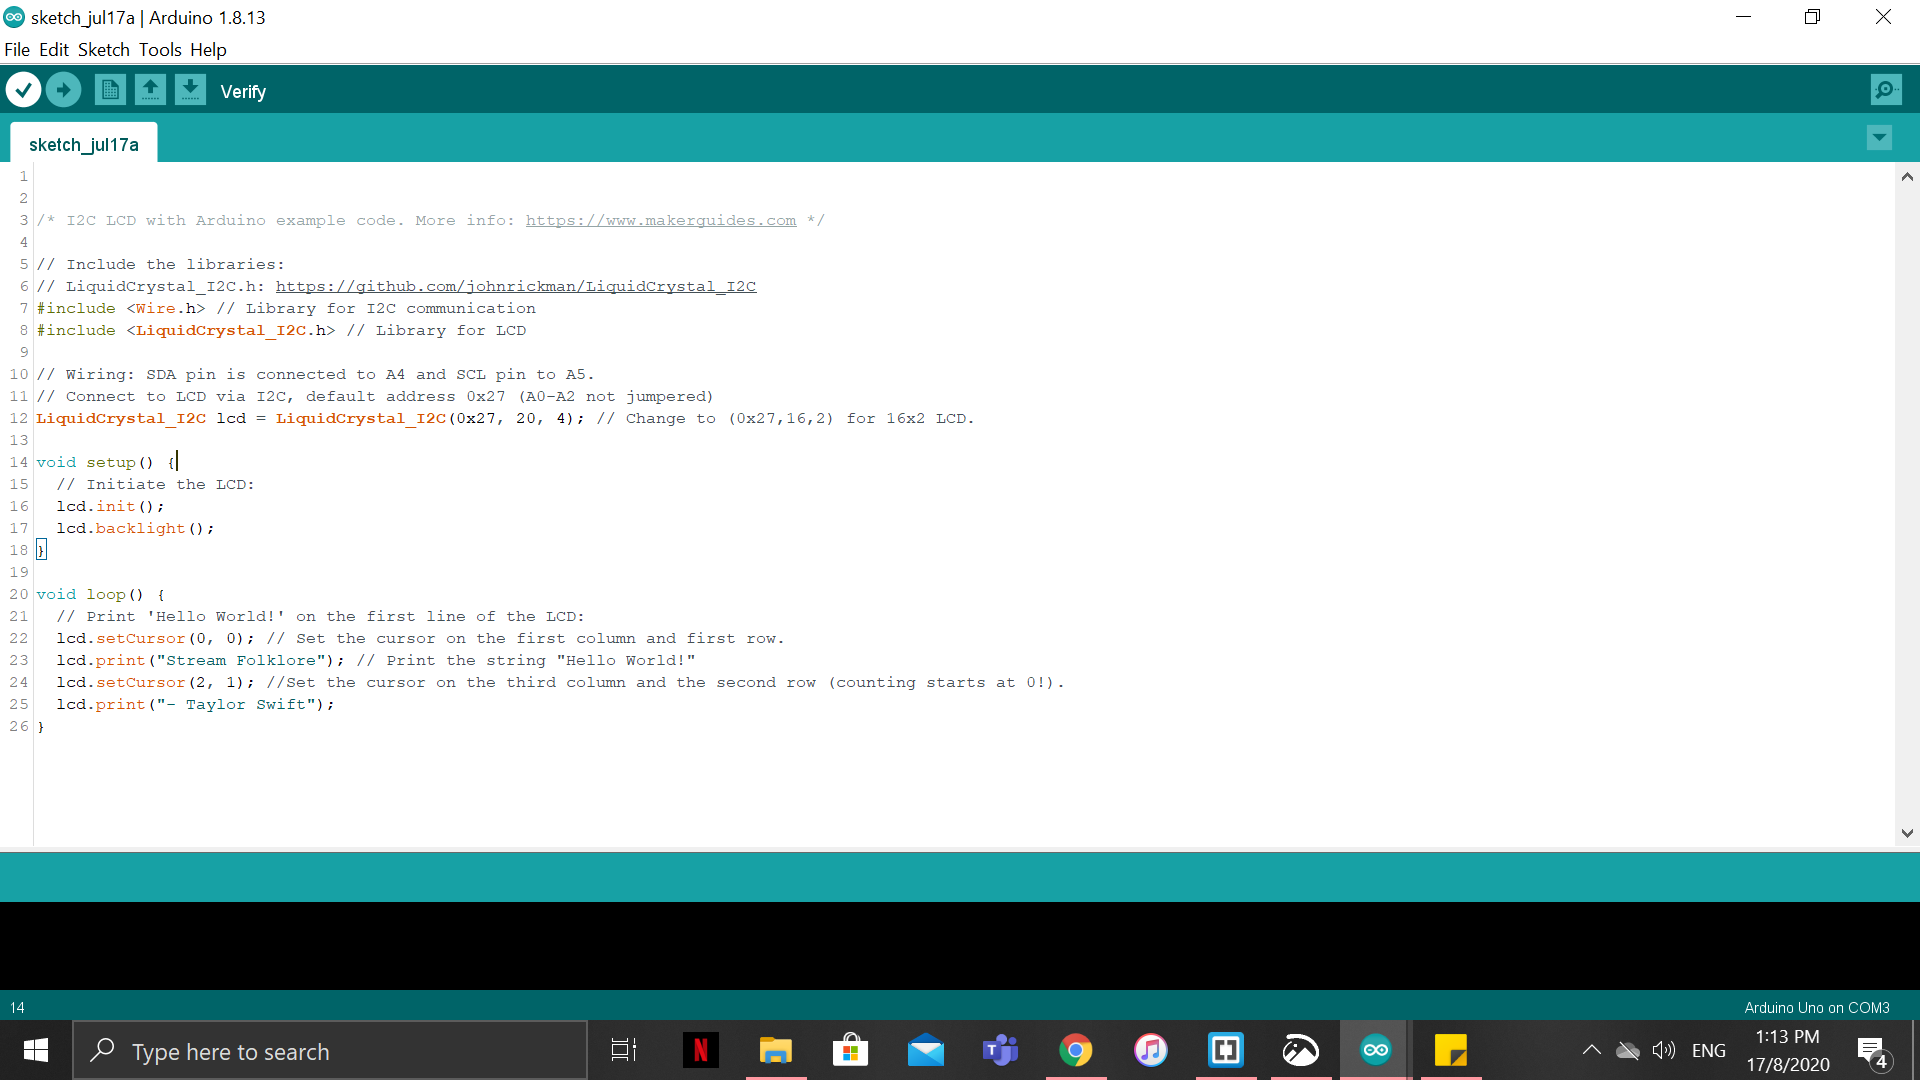 sketch_jul17a | Arduino 1.8.13
File Edit Sketch Tools Help
Verify
sketch_jul17a
1
2
3 /* I2C LCD with Arduino example code. More info: https://www.makerguides.com */
4
5 // Include the libraries:
6 // LiquidCrystal_I2C.h: https://github.com/johnrickman/LiquidCrystal_I2C
7 #include <Wire.h> // Library for I2C communication
8 #include <LiquidCrystal_I2C.h> // Library for LCD
9
10 // Wiring: SDA pin is connected to A4 and SCL pin to A5.
11 // Connect to LCD via I2C, default address 0x27 (A0-A2 not jumpered)
12 LiquidCrystal_I2C lcd = LiquidCrystal_I2C(0x27, 20, 4); // Change to (0x27,16,2) for 16x2 LCD.
13
14 void setup() {
15   // Initiate the LCD:
16   lcd.init();
17   lcd.backlight();
18 }
19
20 void loop() {
21   // Print 'Hello World!' on the first line of the LCD:
22   lcd.setCursor(0, 0); // Set the cursor on the first column and first row.
23   lcd.print("Stream Folklore"); // Print the string "Hello World!"
24   lcd.setCursor(2, 1); //Set the cursor on the third column and the second row (counting starts at 0!).
25   lcd.print("- Taylor Swift");
26 }
14
Arduino Uno on COM3
Type here to search
N
T
ENG
1:13 PM
17/8/2020
4